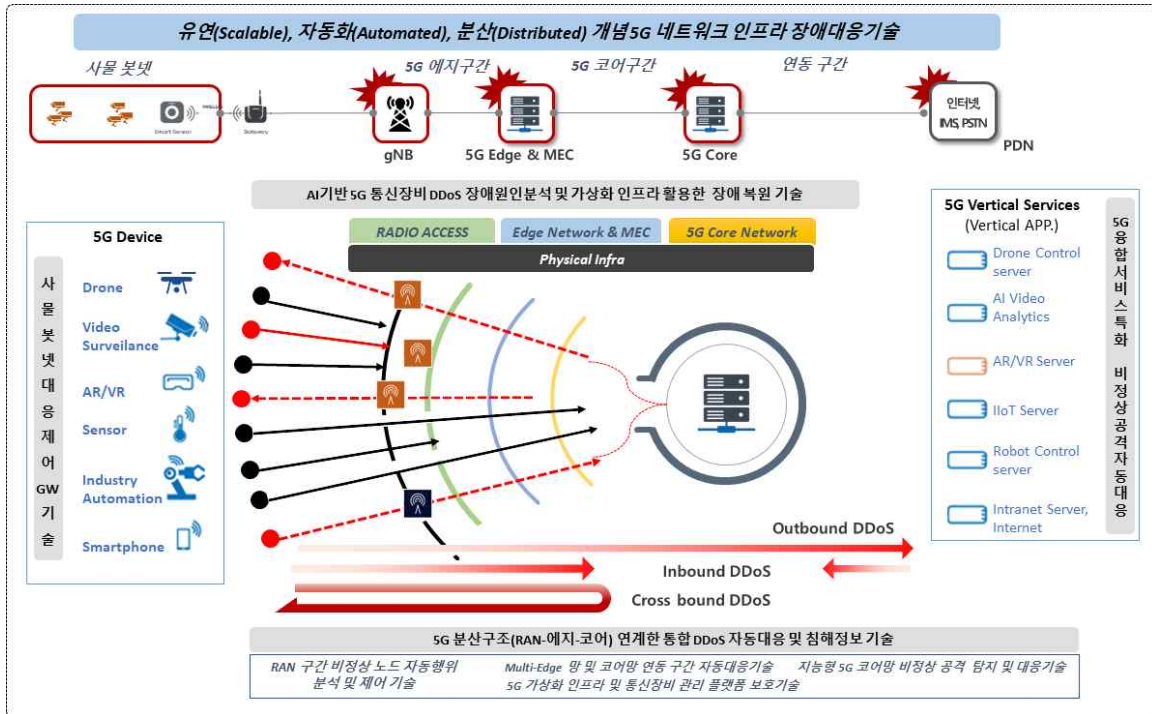 유연(Scalable), 자동화(Automated), 분산(Distributed) 개념 5G 네트워크 인프라 장애대응기술
사물 봇넷
5G 에지구간
5G 코어구간
연동 구간
인터넷,
IMS, PSTN
Smart Sensor
gNB
5G Edge & MEC
5G Core
PDN
AI기반 5G 통신장비 DDoS 장애원인분석 및 가상화 인프라 활용한 장애 복원 기술
RADIO ACCESS
Edge Network & MEC
5G Core Network
Physical Infra
5G Device
사물봇넷대응제어GW기술
Drone
Video
Surveilance
AR/VR
Sensor
Industry
Automation
Smartphone
5G Vertical Services
(Vertical APP.)
Drone Control
server
AI Video
Analytics
AR/VR Server
IIoT Server
Robot Control
server
Intranet Server,
Internet
5G융합서비스특화 비정상공격자동대응
Outbound DDoS
Inbound DDoS
Cross bound DDoS
5G 분산구조(RAN-에지-코어) 연계한 통합 DDoS 자동대응 및 침해정보 기술
RAN 구간 비정상 노드 자동행위
분석 및 제어 기술
Multi-Edge 망 및 코어망 연동 구간 자동대응기술
지능형 5G 코어망 비정상 공격 탐지 및 대응기술
5G 가상화 인프라 및 통신장비 관리 플랫폼 보호기술